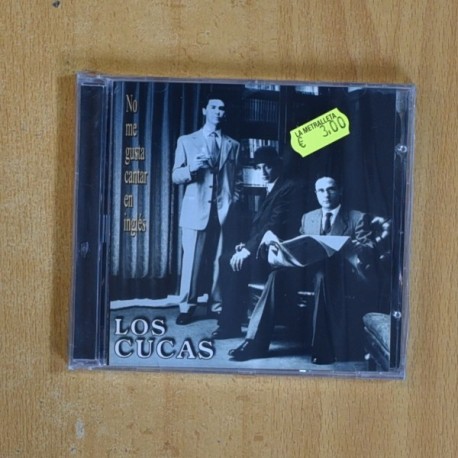 No
me
gusta
cantar
en
inglés
LA METRALLETA
€ 3,00
LOS
CUCAS